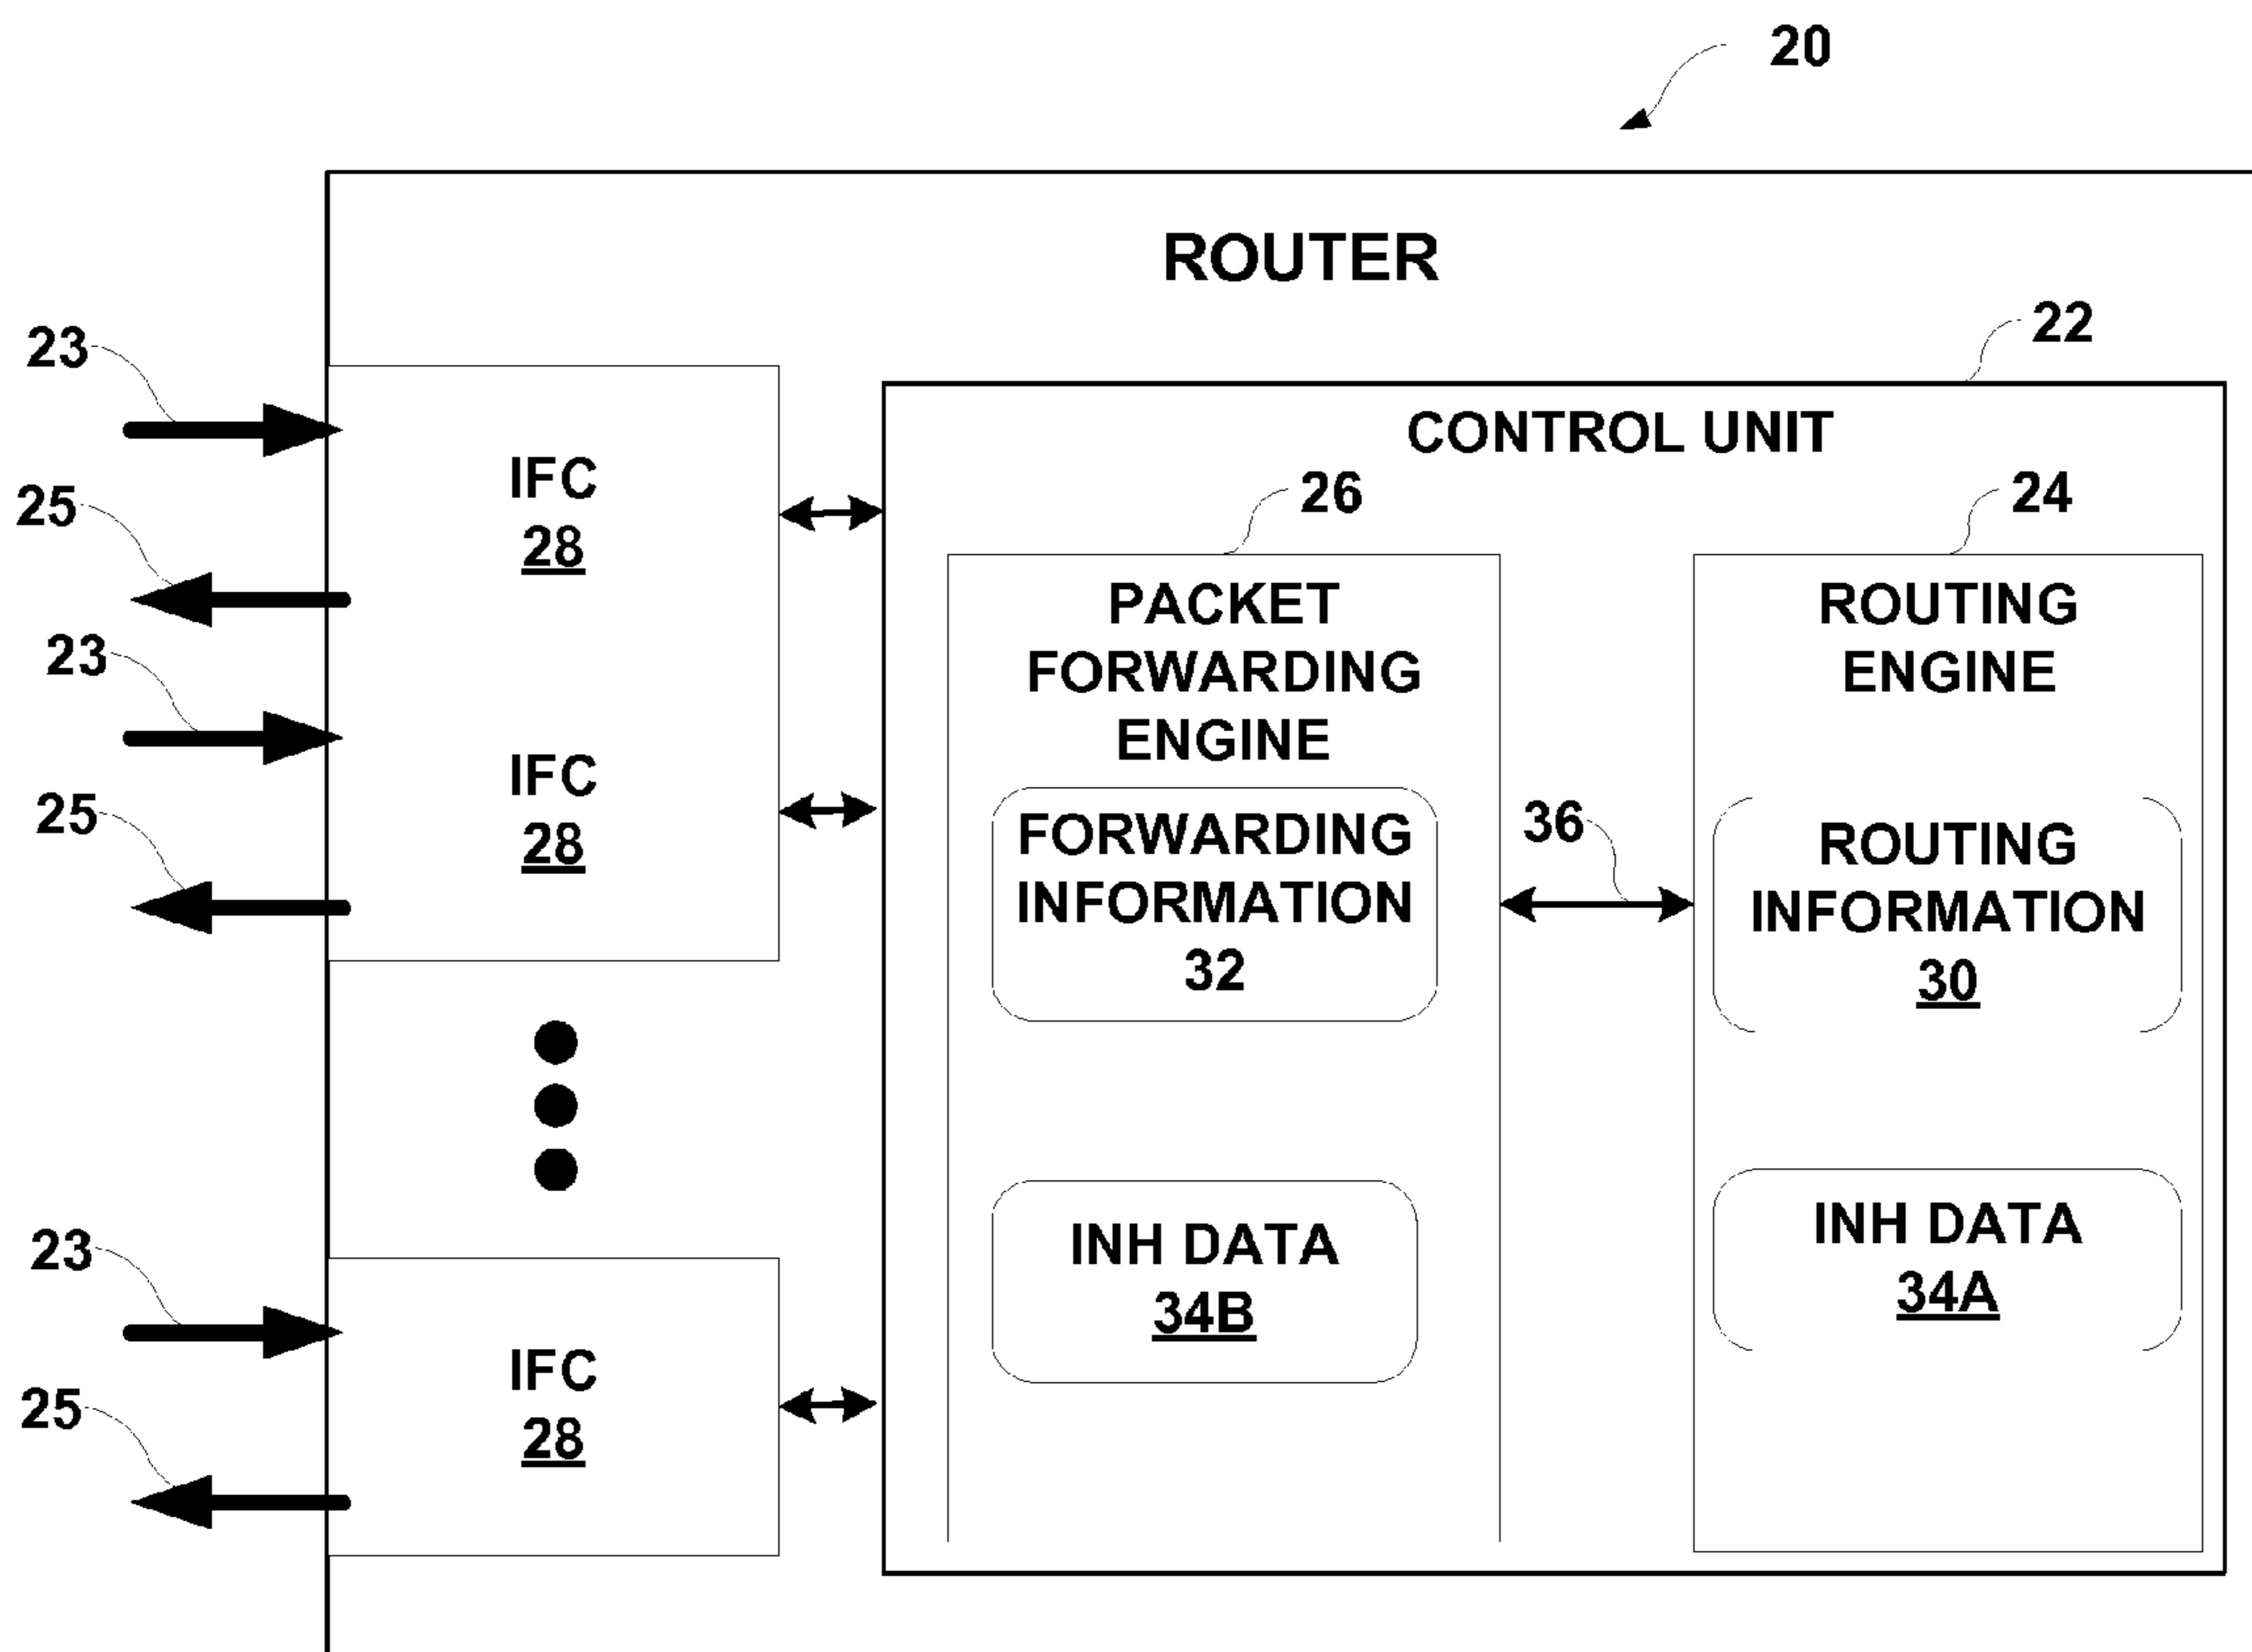 20
ROUTER
22
23
CONTROL UNIT
IFC
28
25
26
24
PACKET
FORWARDING
ENGINE
ROUTING
ENGINE
23
IFC
28
25
FORWARDING
INFORMATION
32
36
ROUTING
INFORMATION
30
INH DATA
34B
INH DATA
34A
23
IFC
28
25